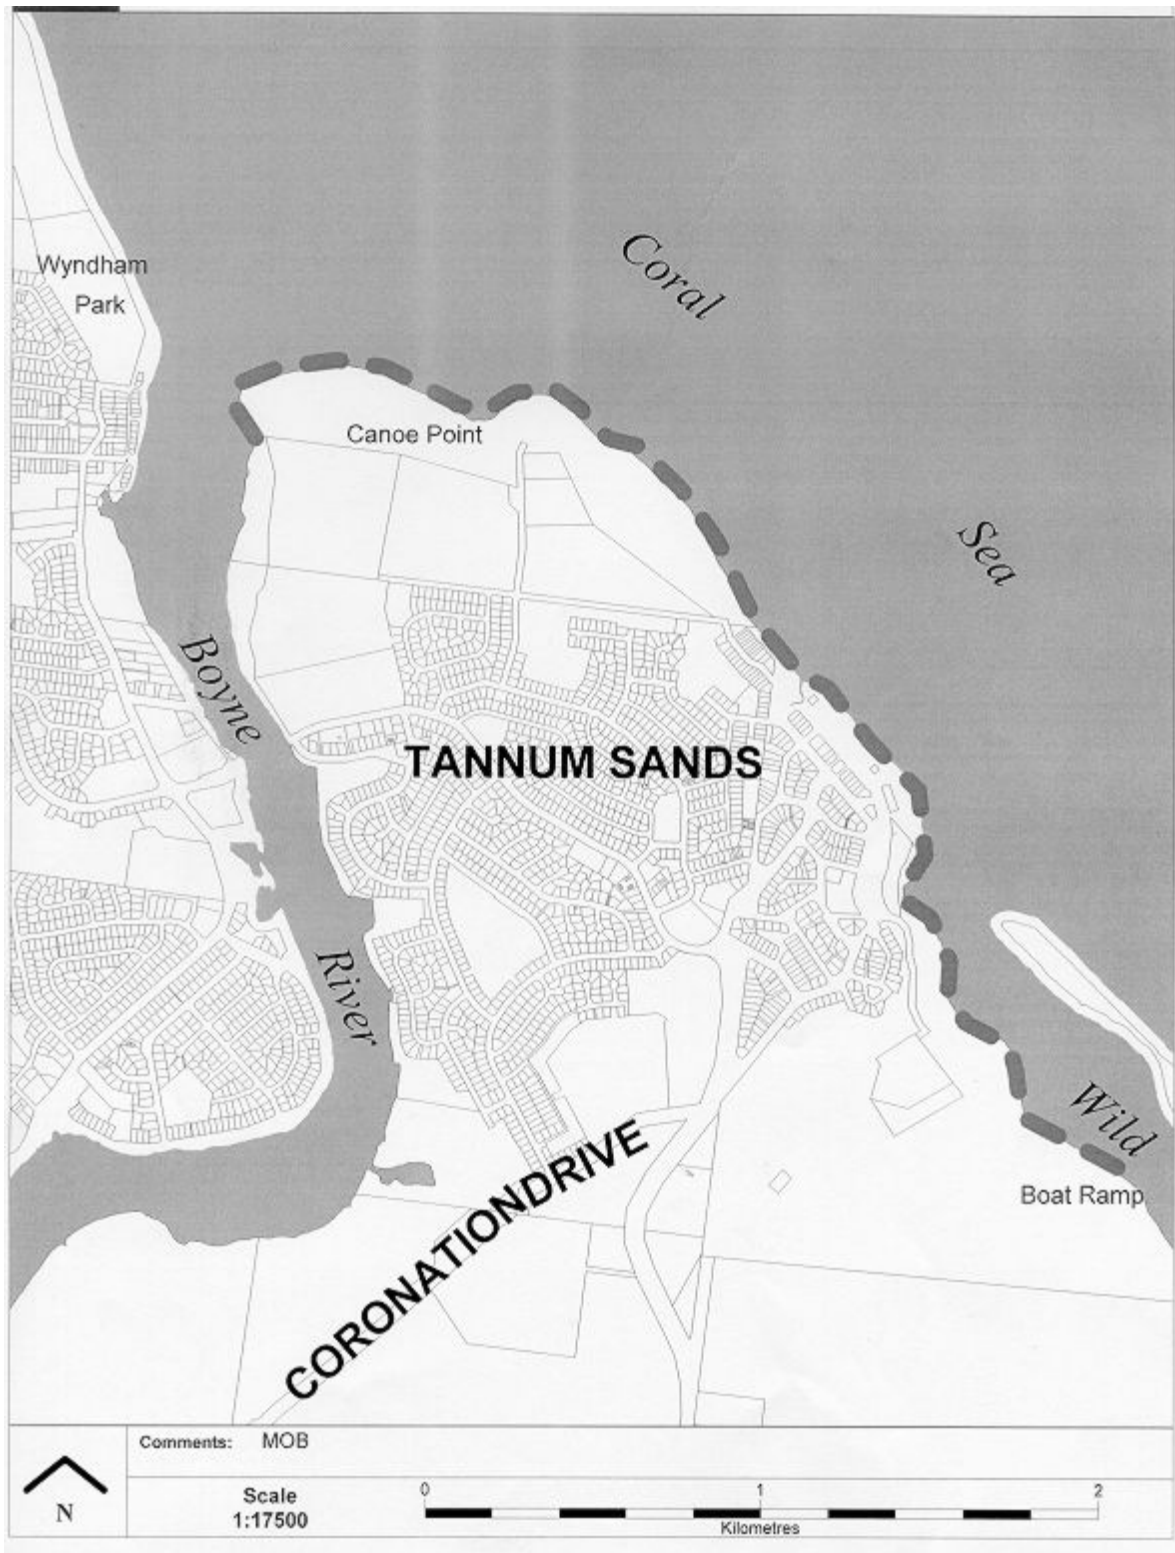 Coral
Wyndham
Park
Canoe Point
Sea
Boyne
TANNUM SANDS
River
Wild
CORONATIONDRIVE
Boat Ramp
Comments: MOB
N
Scale
1:17500
0 1 2
Kilometres